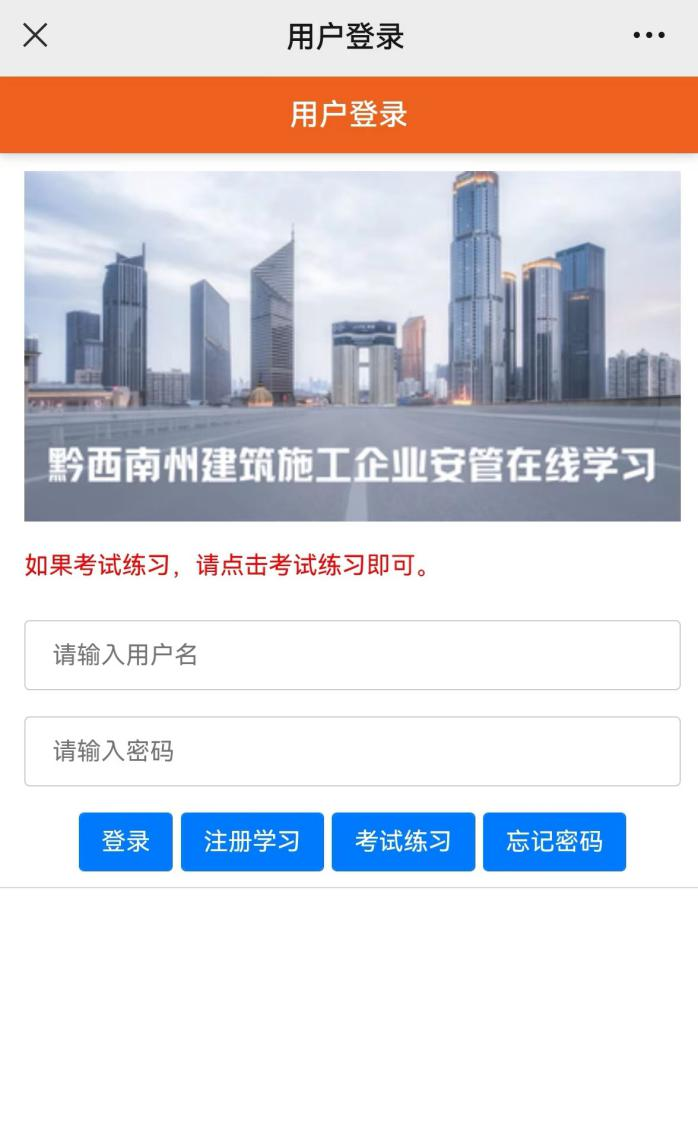 用户登录
用户登录
黔西南州建筑施工企业安管在线学习
如果考试练习，请点击考试练习即可。
请输入用户名
请输入密码
登录 注册学习 考试练习 忘记密码